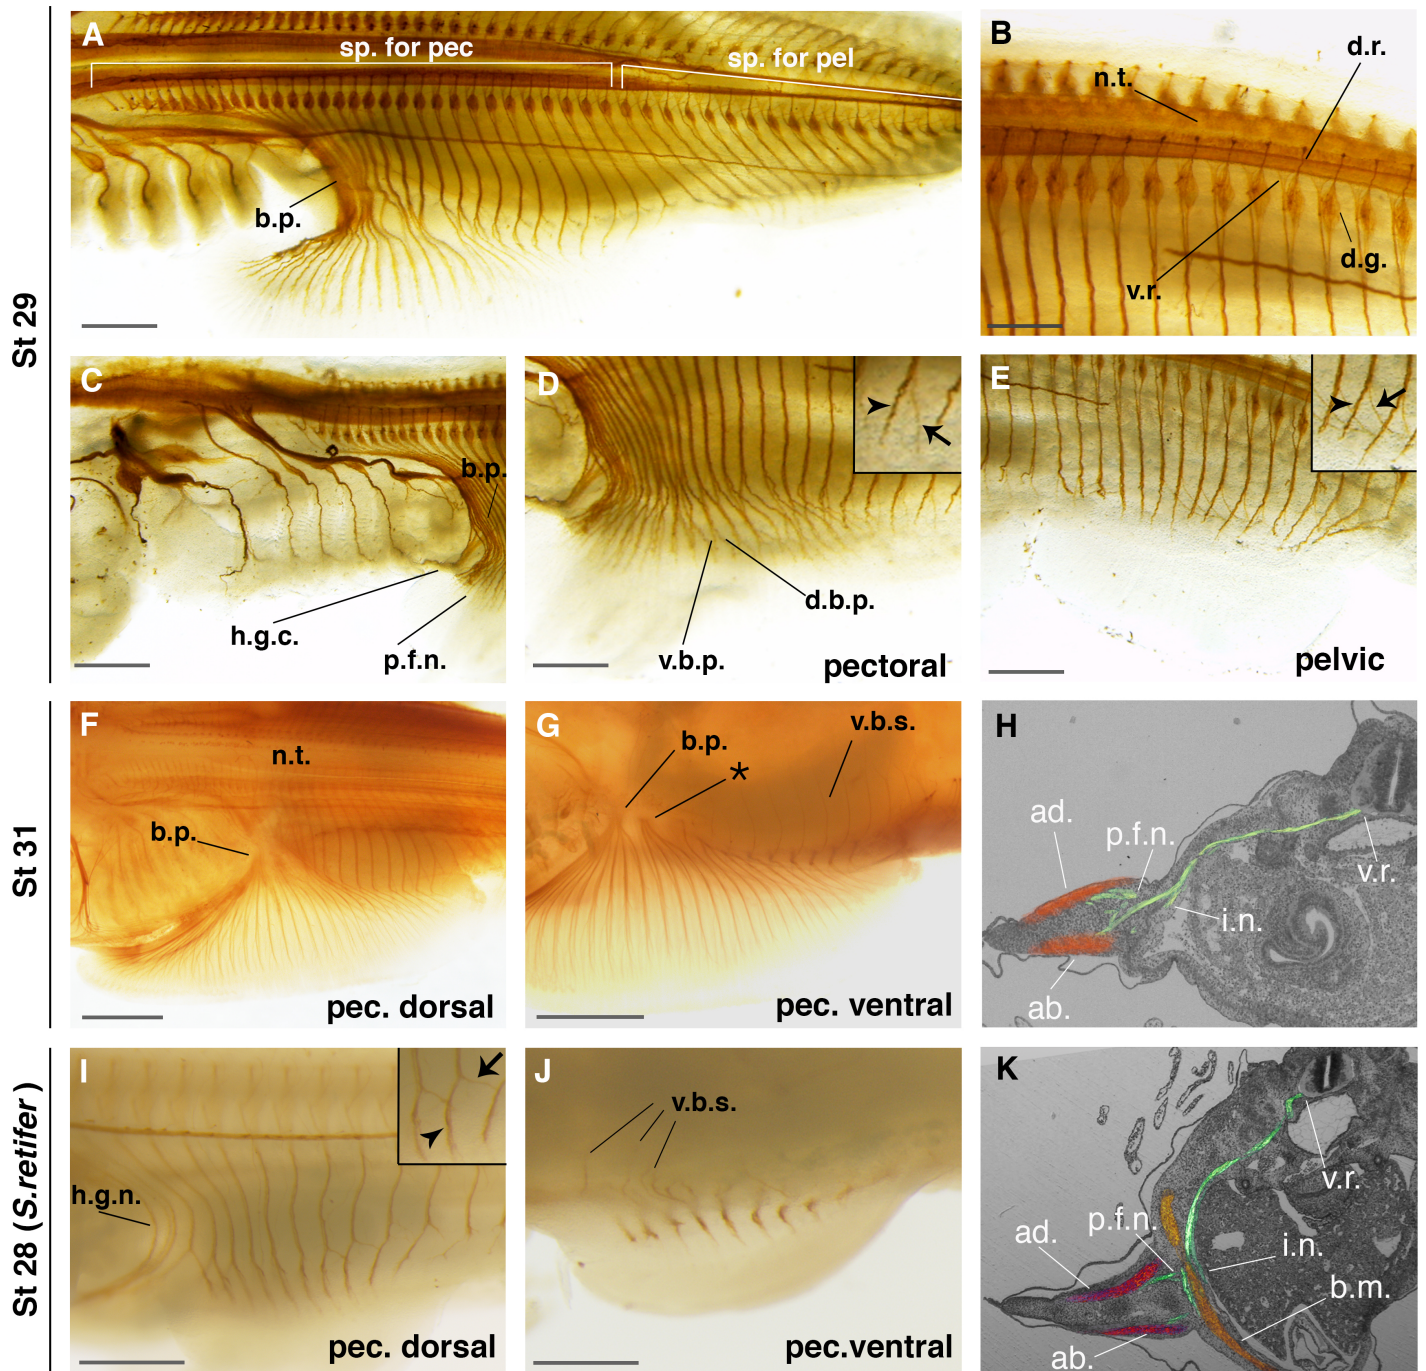 St 29
A
sp. for pec
sp. for pel
b.p.
B
d.r.
n.t.
d.g.
v.r.
C
b.p.
h.g.c.
p.f.n.
D
d.b.p.
v.b.p.
pectoral
E
pelvic
St 31
F
n.t.
b.p.
pec. dorsal
G
b.p.
*
v.b.s.
pec. ventral
H
ad.
p.f.n.
v.r.
i.n.
ab.
St 28 (S.retifer )
I
h.g.n.
pec. dorsal
J
v.b.s.
pec.ventral
K
v.r.
p.f.n.
ad.
i.n.
b.m.
ab.